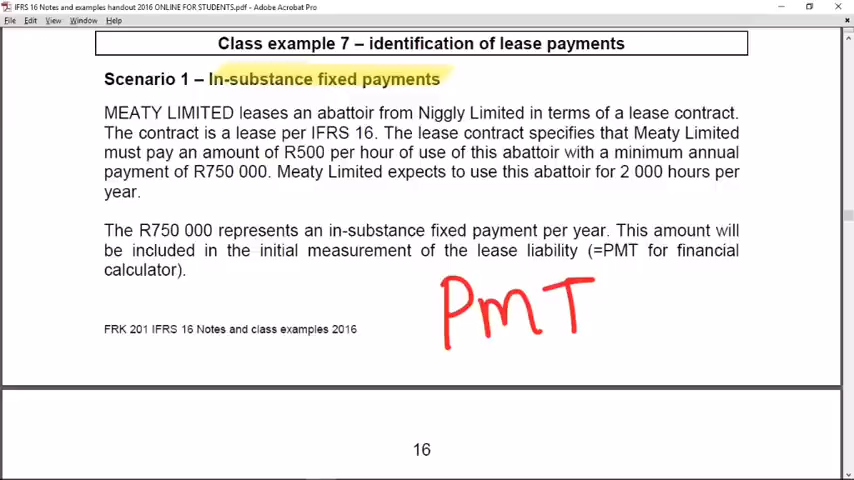 IFRS 16 Notes and examples handout 2016 ONLINE FOR STUDENTS.pdf - Adobe Acrobat Pro
File Edit View Window Help
Class example 7 – identification of lease payments
Scenario 1 – In-substance fixed payments
MEATY LIMITED leases an abattoir from Niggly Limited in terms of a lease contract.
The contract is a lease per IFRS 16. The lease contract specifies that Meaty Limited
must pay an amount of R500 per hour of use of this abattoir with a minimum annual
payment of R750 000. Meaty Limited expects to use this abattoir for 2 000 hours per
year.
The R750 000 represents an in-substance fixed payment per year. This amount will
be included in the initial measurement of the lease liability (=PMT for financial
calculator).
PmT
FRK 201 IFRS 16 Notes and class examples 2016
16